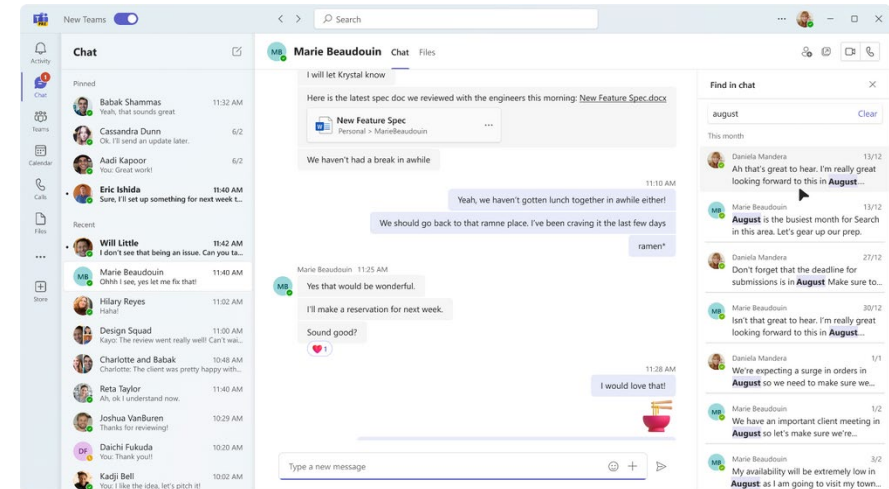 PRO
New Teams
Search
Activity
1
Chat
Teams
Calendar
Calls
Files
Store
Chat
Pinned
Babak Shammas 11:32 AM
Yeah, that sounds great
Cassandra Dunn 6/2
Ok. I'll send an update later.
Aadi Kapoor 6/2
You: Great work!
Eric Ishida 11:40 AM
Sure, I'll set up something for next week t...
Recent
Will Little 11:42 AM
I don't see that being an issue. Can you ta...
MB Marie Beaudouin 11:40 AM
Ohhh I see, yes let me fix that!
Hilary Reyes 11:02 AM
Haha!
Design Squad 11:00 AM
Kayo: The review went really well! Can't wai...
Charlotte and Babak 10:48 AM
Charlotte: The client was pretty happy with...
Reta Taylor 11:40 AM
Ah, ok I understand now.
Joshua VanBuren 10:29 AM
Thanks for reviewing!
DF Daichi Fukuda 10:20 AM
You: Thank you!!
Kadji Bell 10:02 AM
You: I like the idea, let's pitch it!
MB Marie Beaudouin Chat Files
I will let Krystal know
Here is the latest spec doc we reviewed with the engineers this morning: New Feature Spec.docx
New Feature Spec
Personal > MarieBeaudouin
We haven't had a break in awhile
11:10 AM
Yeah, we haven't gotten lunch together in awhile either!
We should go back to that ramne place. I've been craving it the last few days
ramen*
Marie Beaudouin 11:25 AM
MB Yes that would be wonderful.
I'll make a reservation for next week.
Sound good?
1
11:28 AM
I would love that!
Type a new message
Find in chat
august Clear
This month
Daniela Mandera 13/12
Ah that's great to hear. I'm really great
looking forward to this in August...
MB Marie Beaudouin 13/12
August is the busiest month for Search
in this area. Let's gear up our prep.
Daniela Mandera 27/12
Don't forget that the deadline for
submissions is in August Make sure to...
MB Marie Beaudouin 30/12
Isn't that great to hear. I'm really great
looking forward to this in August...
Daniela Mandera 1/1
We're expecting a surge in orders in
August so we need to make sure we...
MB Marie Beaudouin 1/2
We have an important client meeting in
August so let's make sure we're...
MB Marie Beaudouin 3/2
My availability will be extremely low in
August as I am going to visit my town...